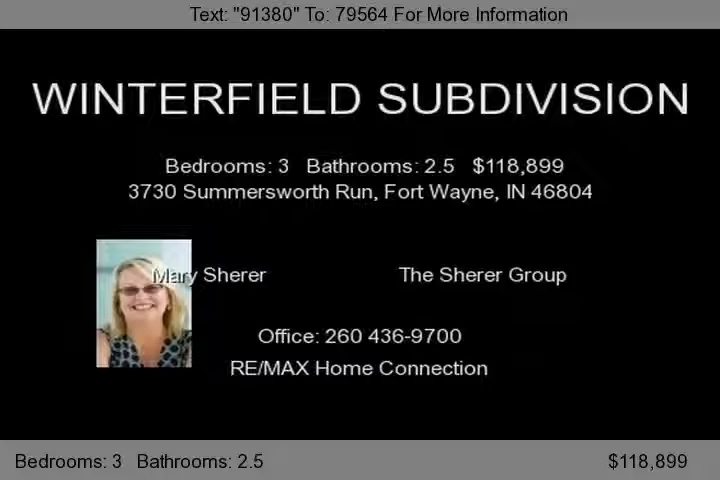 Text: "91380" To: 79564 For More Information
WINTERFIELD SUBDIVISION
Bedrooms: 3 Bathrooms: 2.5 $118,899
3730 Summersworth Run, Fort Wayne, IN 46804
Mary Sherer The Sherer Group
Office: 260 436-9700
RE/MAX Home Connection
Bedrooms: 3 Bathrooms: 2.5 $118,899